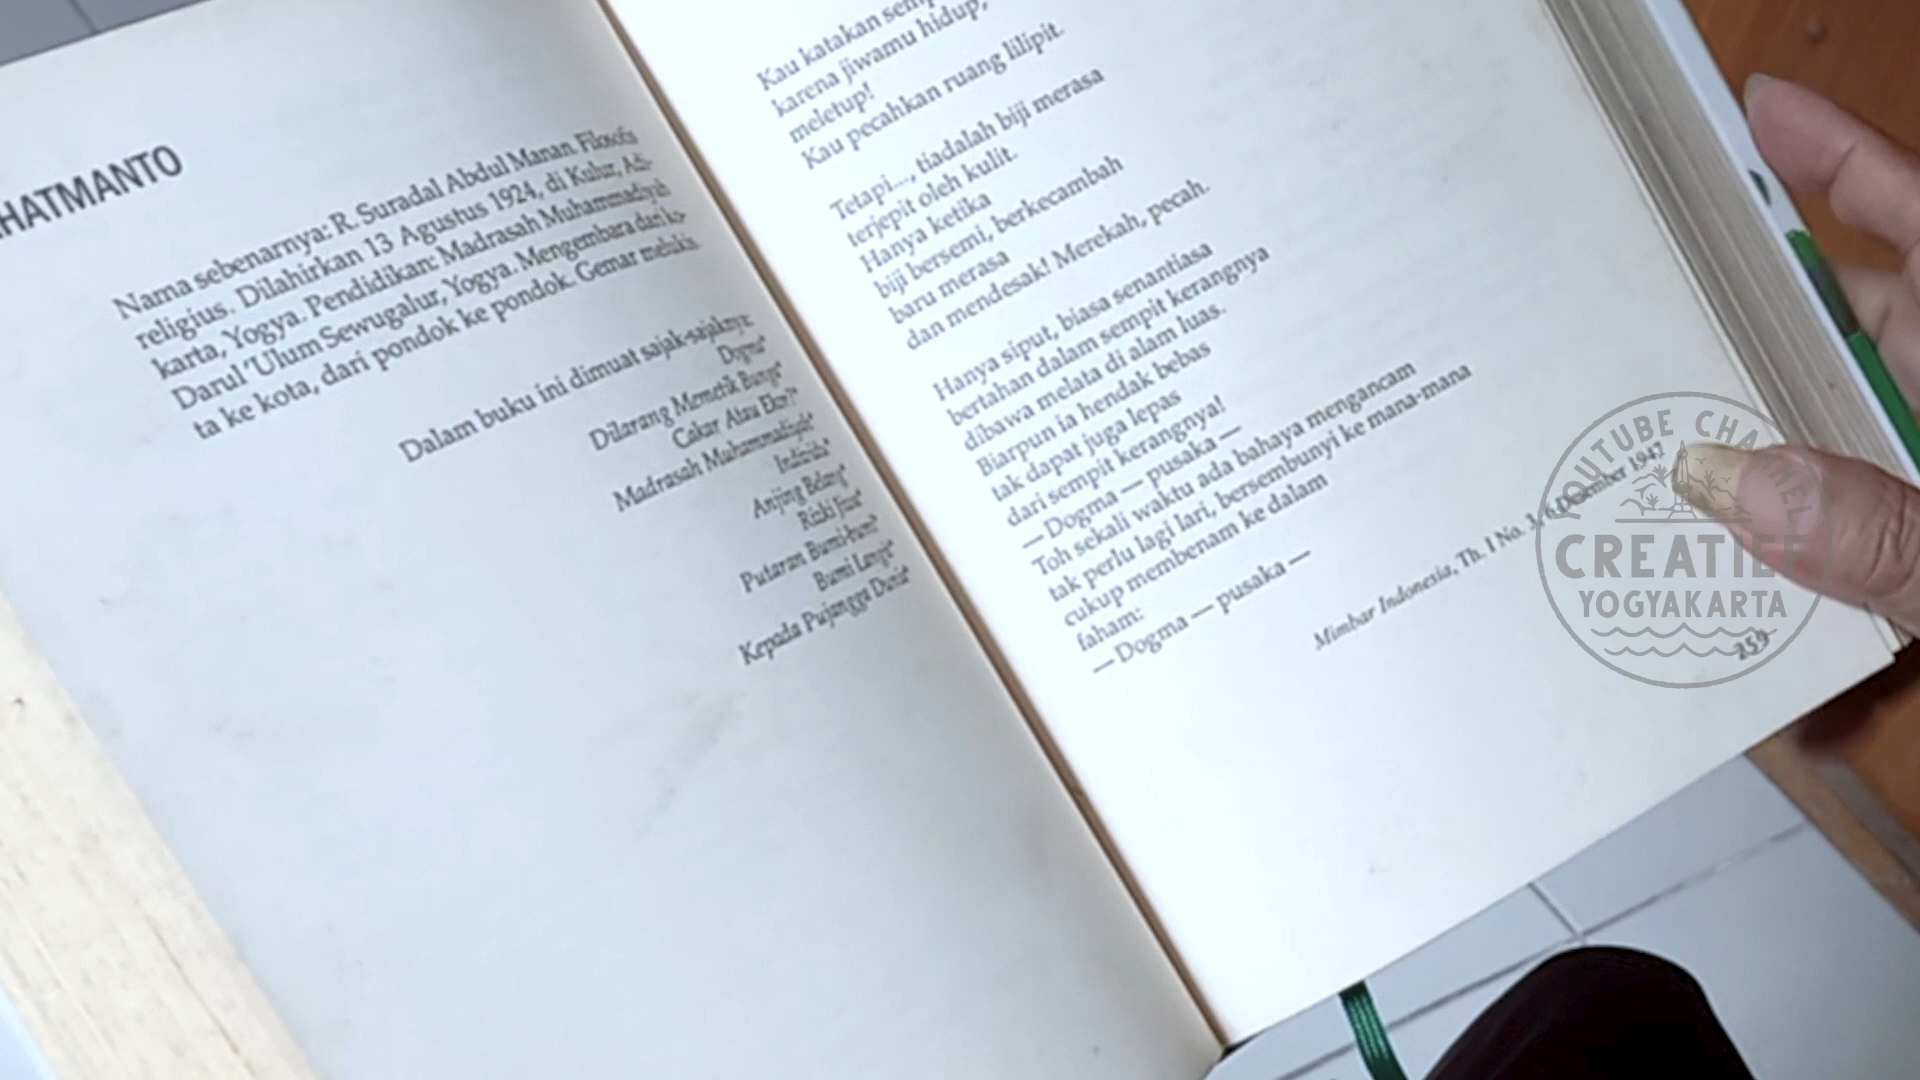 HATMANTO
Nama sebenarnya: R. Suradal Abdul Manan. Filosofis
religius. Dilahirkan 13 Agustus 1924, di Kulur, Adi-
karta, Yogya. Pendidikan: Madrasah Muhammadiyah
Darul 'Ulum Sewugalur, Yogya. Mengembara dari ko-
ta ke kota, dari pondok ke pondok. Gemar melukis.
Dalam buku ini dimuat sajak-sajaknya:
Dogma*
Dilarang Memetik Bunga*
Cakar Atau Ekor?*
Madrasah Muhammadiyah*
Anjing Belang*
Rizki
Putaran Bumi-
Bumi Langit*
Kepada Pujangga Dunia*
Kau katakan
karena jiwamu hidup,
meletup!
Kau pecahkan ruang lilipit.
Tetapi..., tiadalah biji merasa
terjepit oleh kulit.
Hanya ketika
biji bersemi, berkecambah
baru merasa
dan mendesak! Merekah, pecah.
Hanya siput, biasa senantiasa
bertahan dalam sempit kerangnya
dibawa melata di alam luas.
Biarpun ia hendak bebas
tak dapat juga lepas
dari sempit kerangnya!
— Dogma — pusaka —
Toh sekali waktu ada bahaya mengancam
tak perlu lagi lari, bersembunyi ke mana-mana
cukup membenam ke dalam
faham:
— Dogma — pusaka —
Mimbar Indonesia, Th. I No. 3, 6 Desember 1947
259
YOUTUBE CHANNEL
CREATIEF
YOGYAKARTA